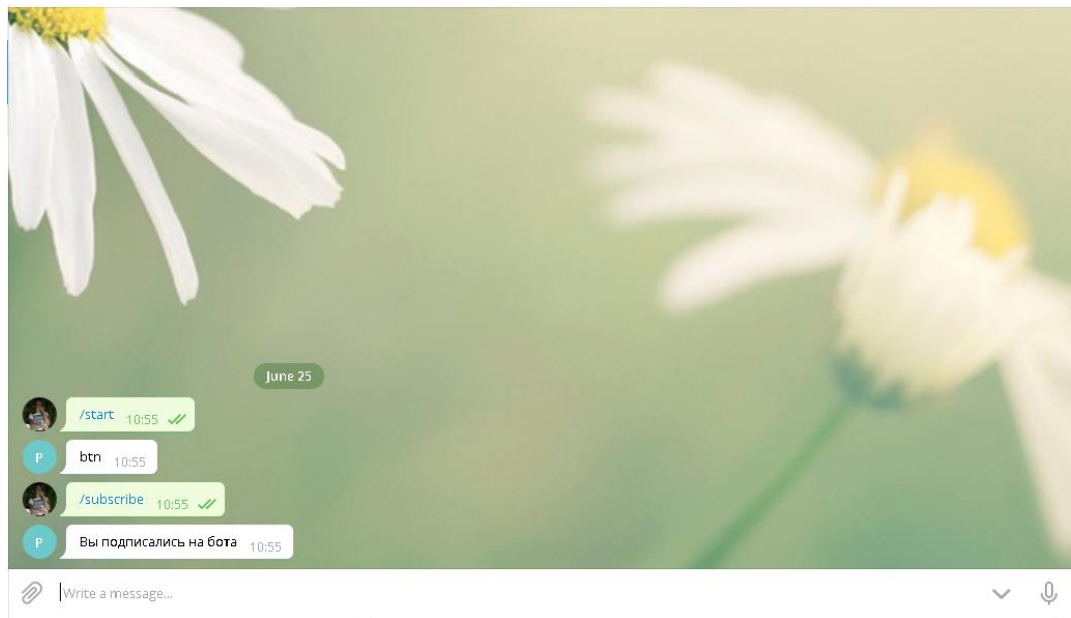 June 25
/start 10:55
P btn 10:55
/subscribe 10:55
P Вы подписались на бота 10:55
Write a message...